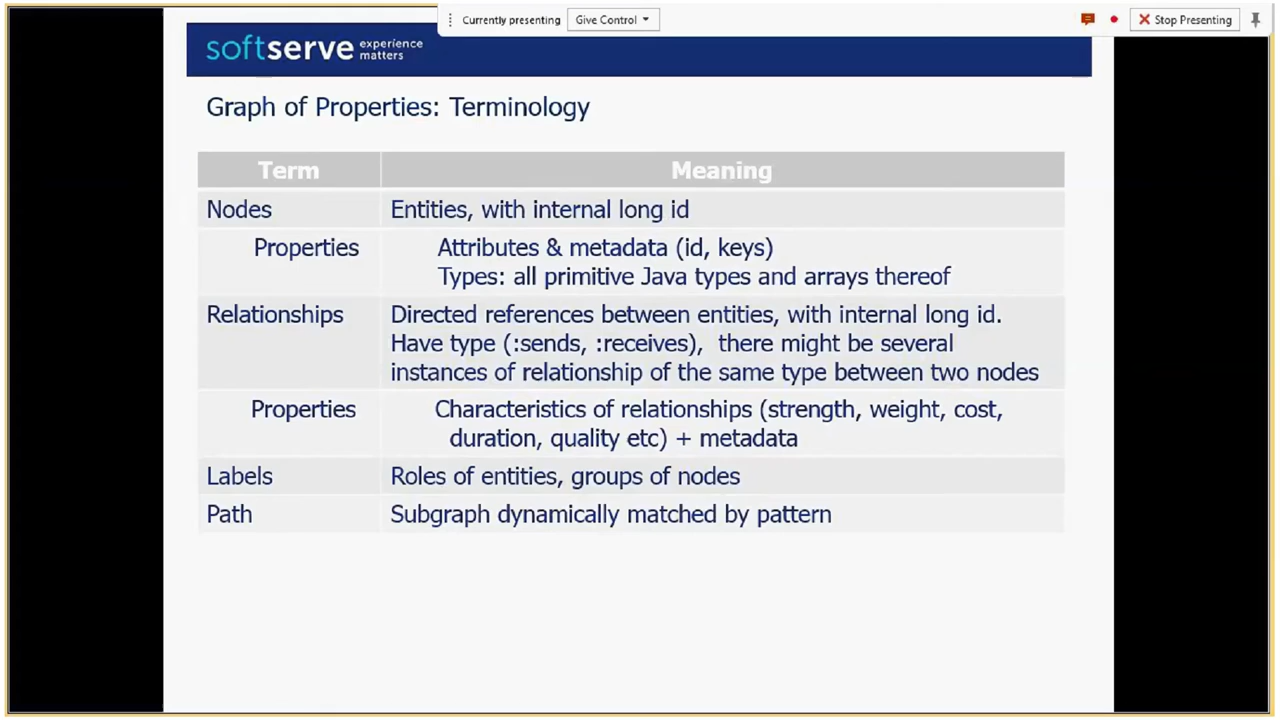 Currently presenting
Give Control
Stop Presenting
softserve experience matters
Graph of Properties: Terminology
Term Meaning
Nodes Entities, with internal long id
Properties Attributes & metadata (id, keys)
Types: all primitive Java types and arrays thereof
Relationships Directed references between entities, with internal long id.
Have type (:sends, :receives), there might be several
instances of relationship of the same type between two nodes
Properties Characteristics of relationships (strength, weight, cost,
duration, quality etc) + metadata
Labels Roles of entities, groups of nodes
Path Subgraph dynamically matched by pattern